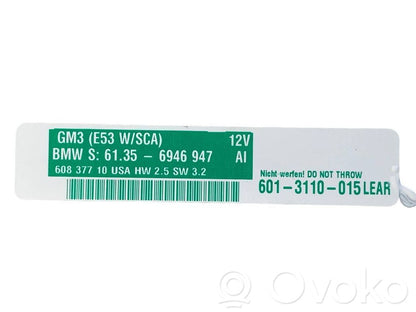 GM3 (E53 W/SCA) 12V
BMW S: 61.35 - 6946 947 AI
608 377 10 USA HW 2.5 SW 3.2
Nicht werfen! DO NOT THROW
601-3110-015 LEAR
Ovoko